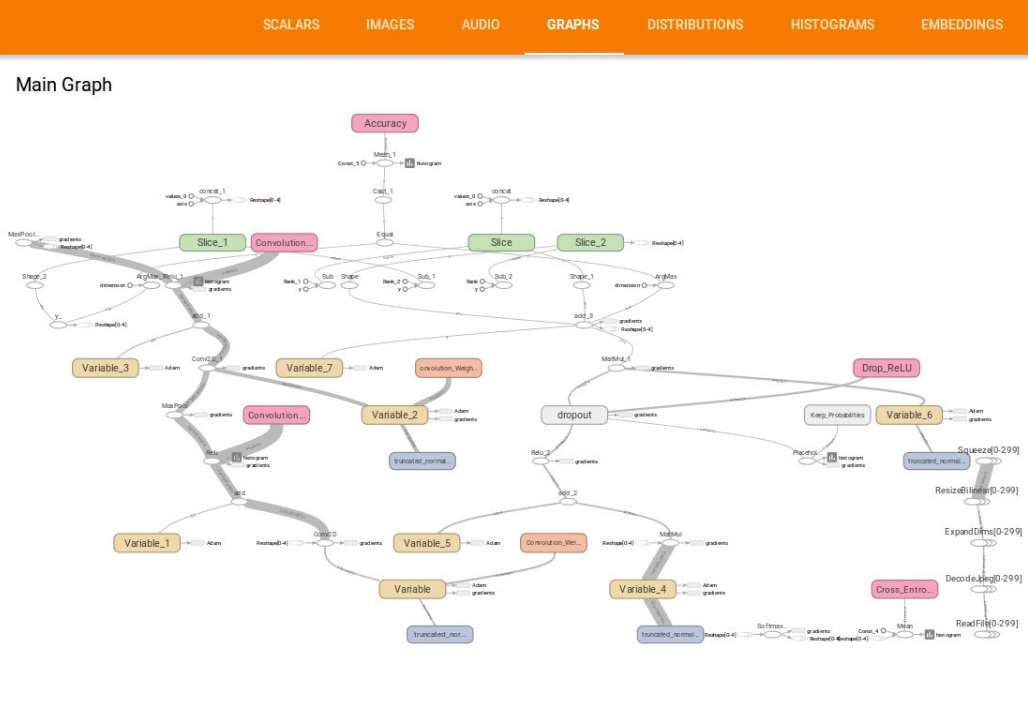 SCALARS IMAGES AUDIO GRAPHS DISTRIBUTIONS HISTOGRAMS EMBEDDINGS
Main Graph
Accuracy
Mean_1
Const_5 histogram
concat_1 Cast_1 concat
values_0 Reshape[0-4] values_0 Reshape[0-4]
axis axis
MaxPool... gradients Slice_1 Convolution... Equal Slice Slice_2 Reshape[0-4]
Reshape[0-4]
Shape_2 ArgMax_1 Relu_1 Sub Shape Sub_1 Sub_2 Shape_1 ArgMax
dimension histogram Rank_1 Rank_2 Rank dimension
gradients y y y
y_ Reshape[0-4] add_1 add_3 gradients
Reshape[0-4]
Variable_3 Adam Conv2D_1 gradients Variable_7 Adam onvolution_Weigh... MatMul_1 gradients Drop_ReLU
MaxPool gradients Convolution... Variable_2 Adam dropout gradients Keep_Probabilities Variable_6 Adam
gradients gradients
Relu histogram truncated_normal... Relu_2 gradients Placehol... histogram truncated_normal... Squeeze[0-299]
gradients gradients
add add_2 ResizeBilinear[0-299]
Variable_1 Adam Reshape[0-4] Conv2D gradients Variable_5 Adam Convolution_Wei... Reshape[0-4] MatMul gradients ExpandDims[0-299]
Variable Adam Variable_4 Adam Cross_Entro... DecodeJpeg[0-299]
gradients gradients
truncated_nor... truncated_normal... Reshape[0-4] Softmax... gradients Const_4 Mean histogram ReadFile[0-299]
Reshape[0-4] Reshape[0-4]